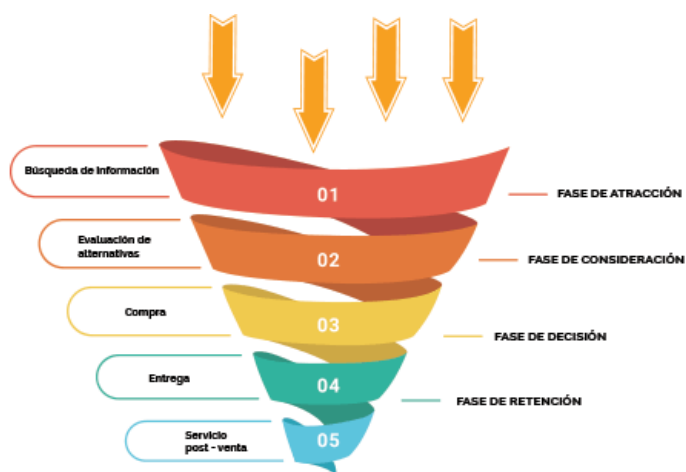 Búsqueda de Información
01
FASE DE ATRACCIÓN
Evaluación de
alternativas
02
FASE DE CONSIDERACIÓN
Compra
03
FASE DE DECISIÓN
Entrega
04
FASE DE RETENCIÓN
Servicio
post - venta
05